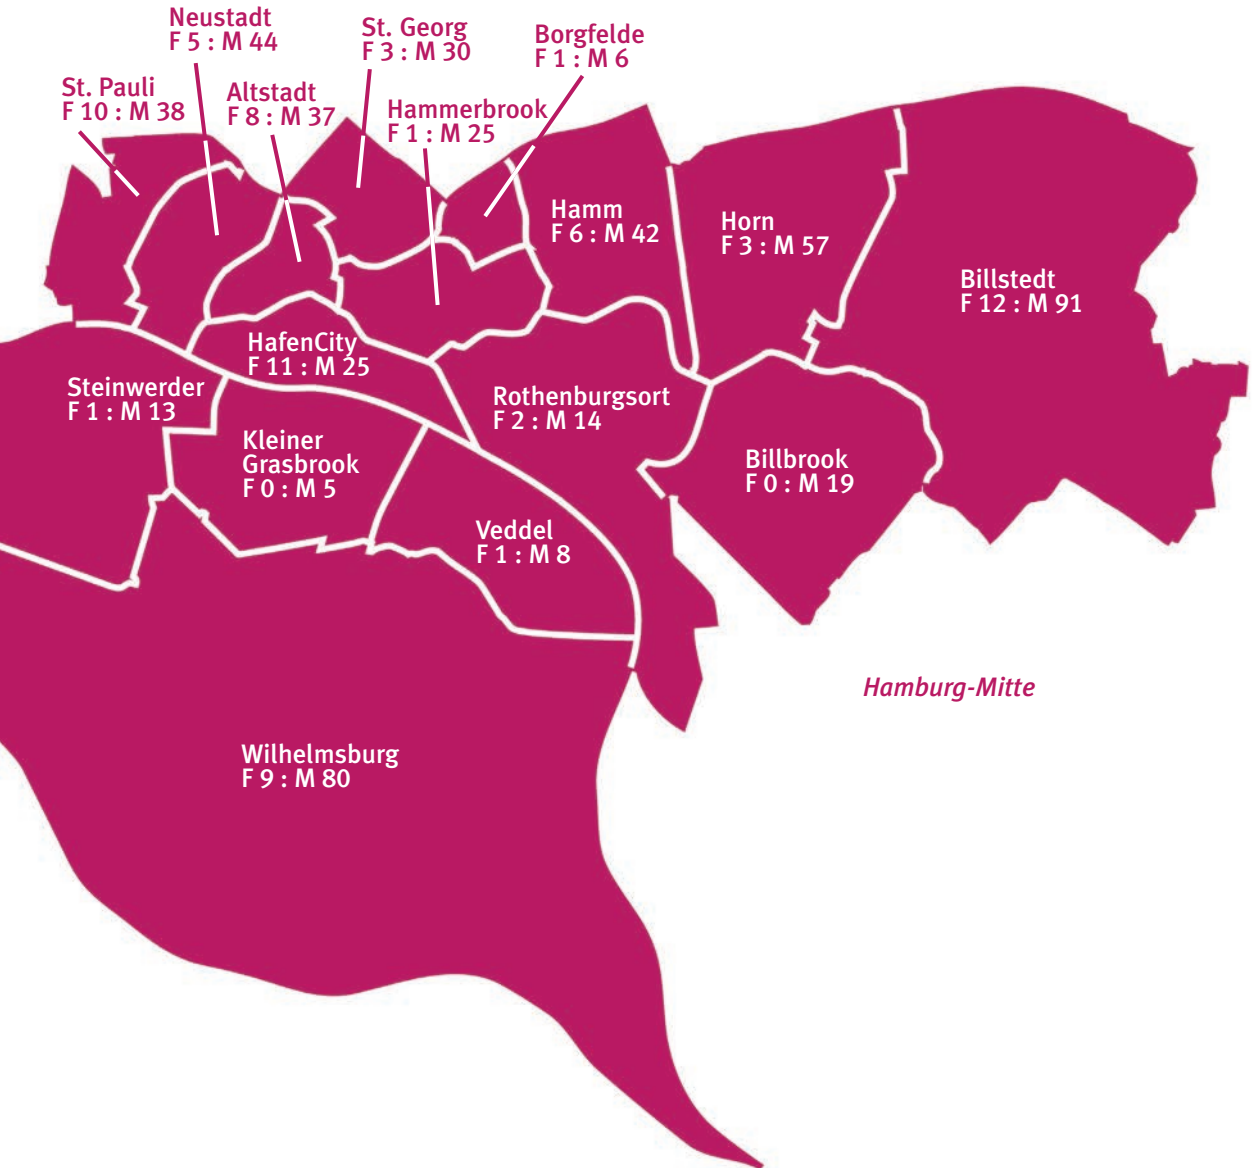 Neustadt
F 5 : M 44
St. Georg
F 3 : M 30
Borgfelde
F 1 : M 6
St. Pauli
F 10 : M 38
Altstadt
F 8 : M 37
Hammerbrook
F 1 : M 25
Hamm
F 6 : M 42
Horn
F 3 : M 57
Billstedt
F 12 : M 91
HafenCity
F 11 : M 25
Steinwerder
F 1 : M 13
Rothenburgsort
F 2 : M 14
Kleiner
Grasbrook
F 0 : M 5
Billbrook
F 0 : M 19
Veddel
F 1 : M 8
Hamburg-Mitte
Wilhelmsburg
F 9 : M 80